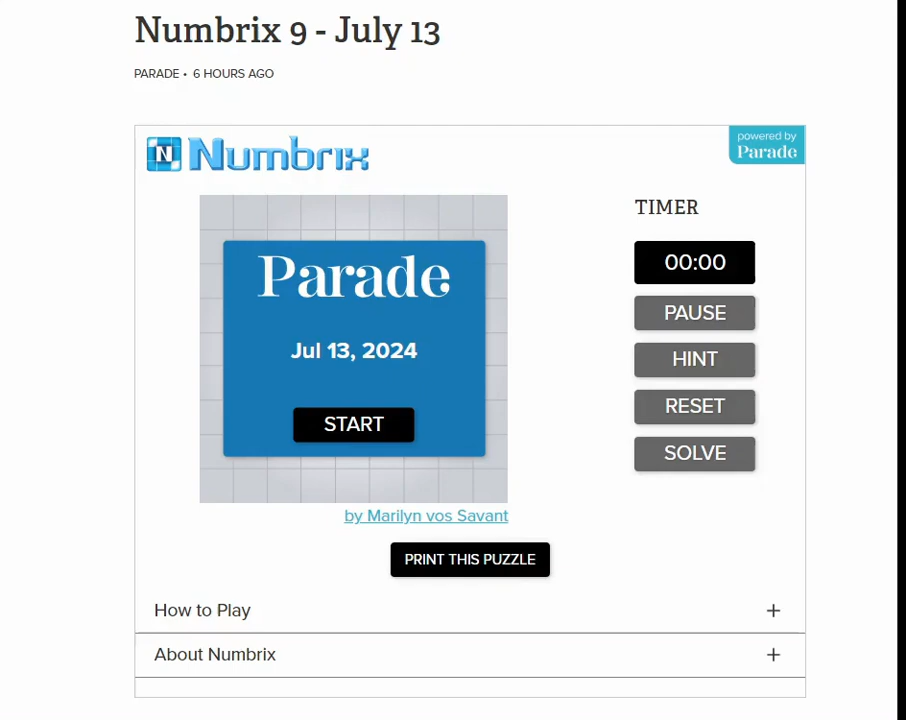 Numbrix 9 - July 13
PARADE • 6 HOURS AGO
N Numbrix
powered by
Parade
TIMER
00:00
Parade
PAUSE
Jul 13, 2024
HINT
RESET
START
SOLVE
by Marilyn vos Savant
PRINT THIS PUZZLE
How to Play +
About Numbrix +